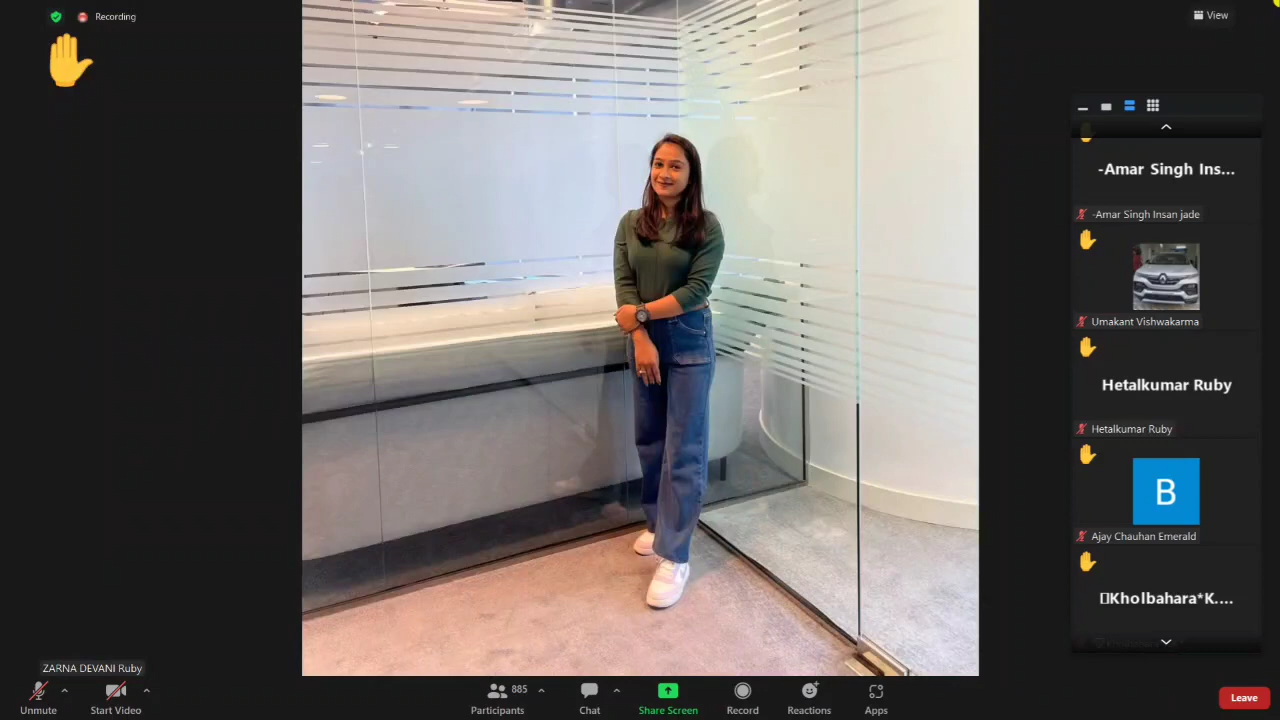 Recording
View
-Amar Singh Ins...
-Amar Singh Insan jade
Umakant Vishwakarma
Hetalkumar Ruby
Hetalkumar Ruby
B
Ajay Chauhan Emerald
Kholbahara*K....
ZARNA DEVANI Ruby
Unmute
Start Video
885
Participants
Chat
Share Screen
Record
Reactions
Apps
Leave